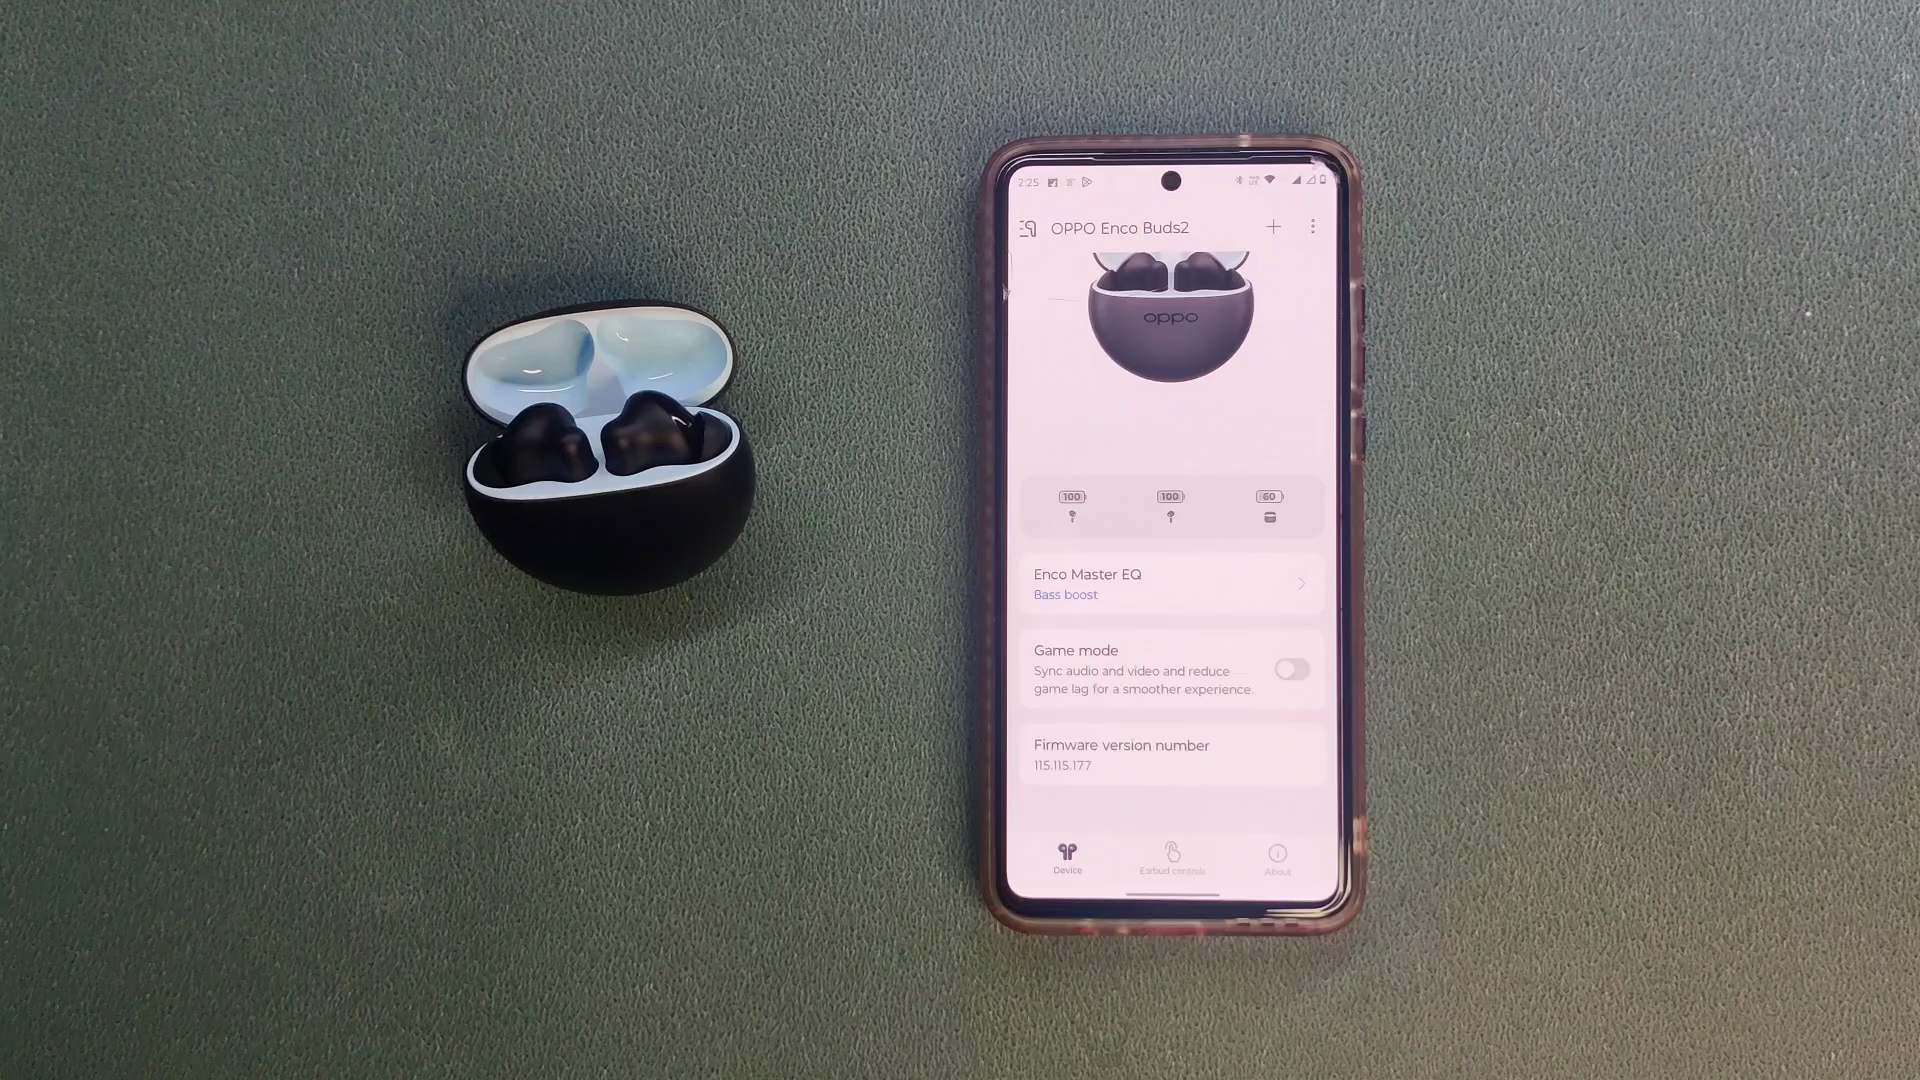 2:25
OPPO Enco Buds2
oppo
100 100 60
Enco Master EQ
Bass boost
Game mode
Sync audio and video and reduce
game lag for a smoother experience.
Firmware version number
115.115.177
Device Earbud controls About